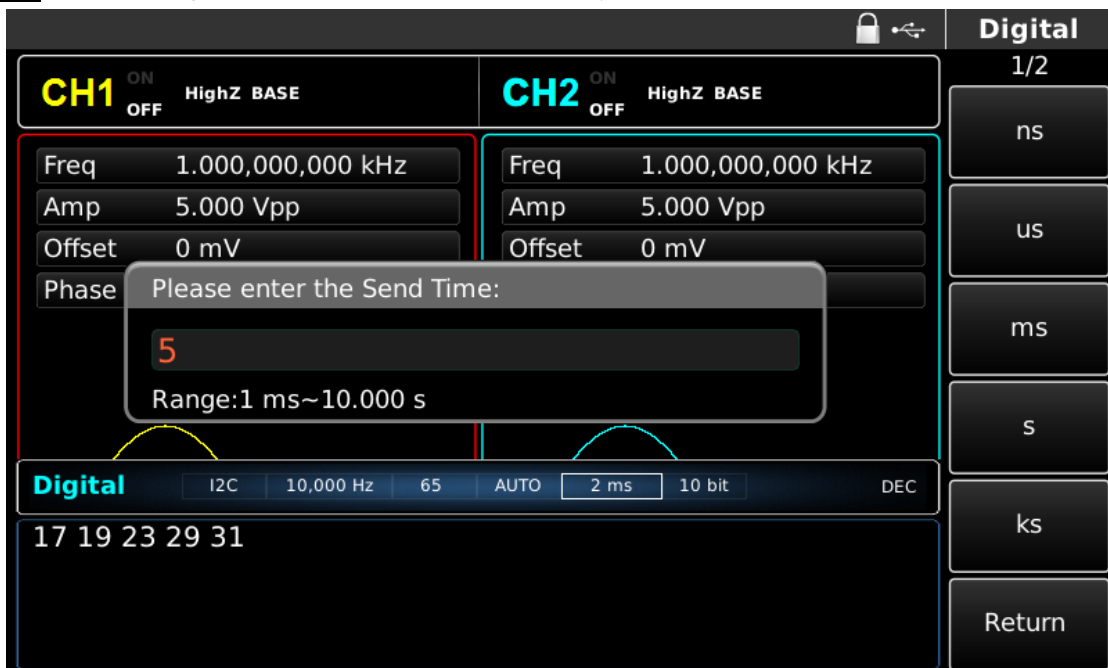 Digital
1/2
CH1 ON OFF HighZ BASE
CH2 ON OFF HighZ BASE
Freq 1.000,000,000 kHz
Amp 5.000 Vpp
Offset 0 mV
Phase
Freq 1.000,000,000 kHz
Amp 5.000 Vpp
Offset 0 mV
Please enter the Send Time:
5
Range:1 ms~10.000 s
Digital I2C 10,000 Hz 65 AUTO 2 ms 10 bit DEC
17 19 23 29 31
ns
us
ms
s
ks
Return